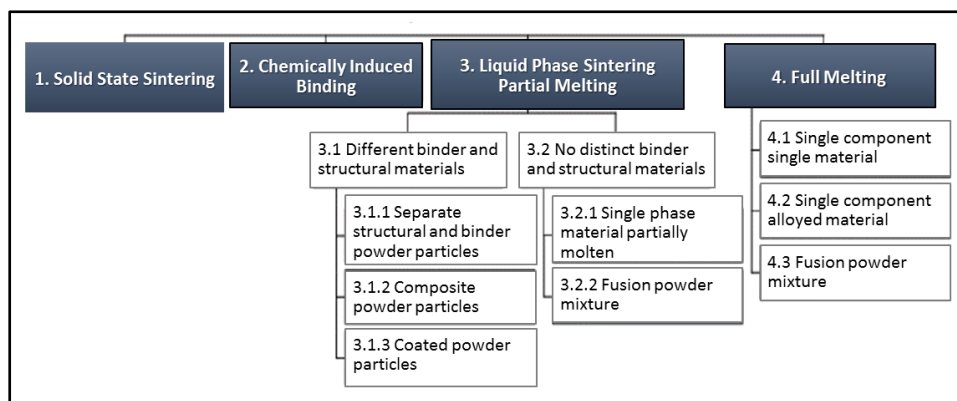 1. Solid State Sintering
2. Chemically Induced
Binding
3. Liquid Phase Sintering
Partial Melting
4. Full Melting
3.1 Different binder and
structural materials
3.1.1 Separate
structural and binder
powder particles
3.1.2 Composite
powder particles
3.1.3 Coated powder
particles
3.2 No distinct binder
and structural materials
3.2.1 Single phase
material partially
molten
3.2.2 Fusion powder
mixture
4.1 Single component
single material
4.2 Single component
alloyed material
4.3 Fusion powder
mixture